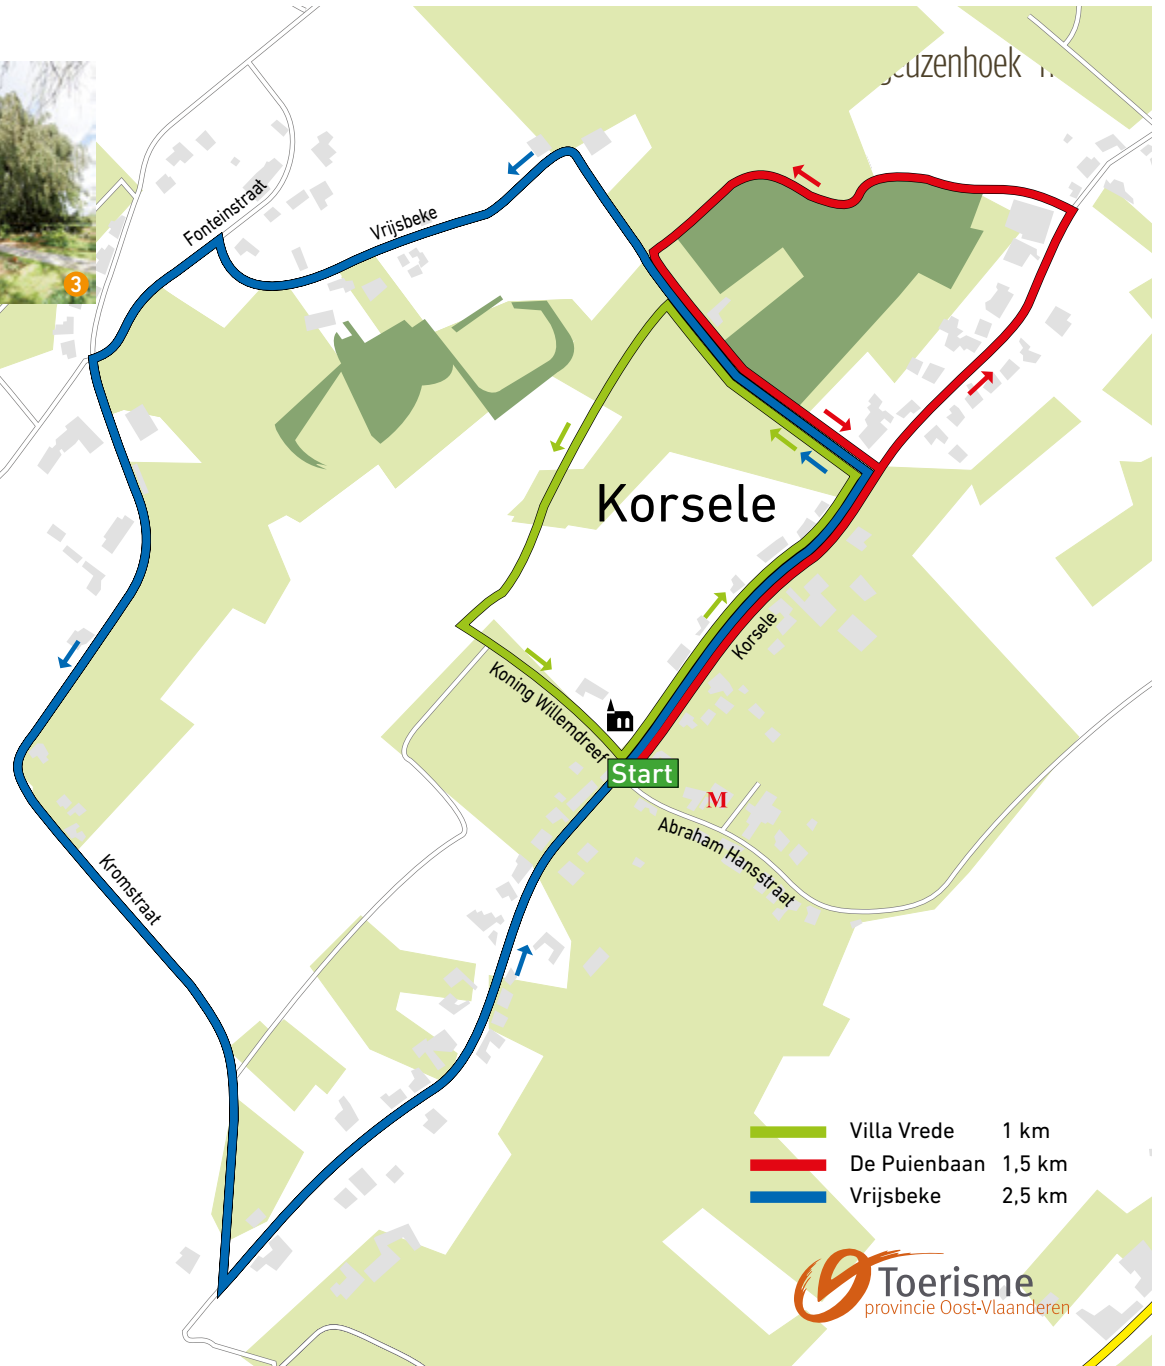 3
Fonteinstraat
Vrijsbeke
Korsele
Korsele
Koning Willemdreef
Start
M
Abraham Hansstraat
Kromstraat
Villa Vrede 1 km
De Puienbaan 1,5 km
Vrijsbeke 2,5 km
Toerisme
provincie Oost-Vlaanderen